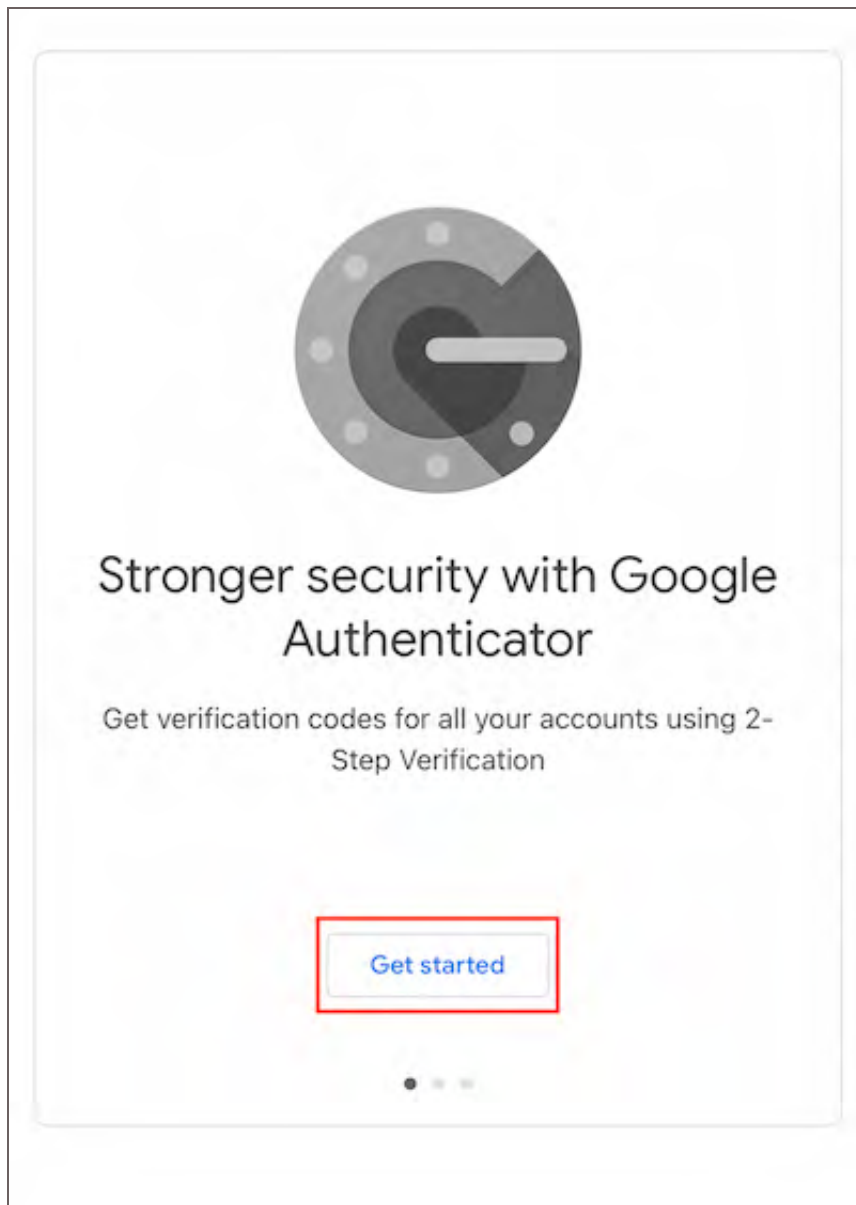 Stronger security with Google
Authenticator
Get verification codes for all your accounts using 2-
Step Verification
Get started